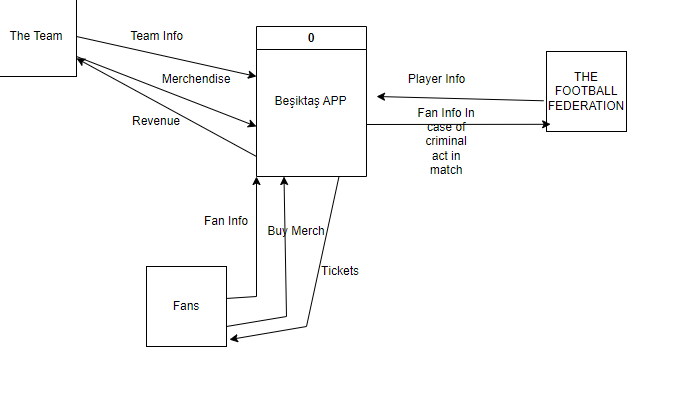 The Team
Team Info
0
Merchendise
Beşiktaş APP
Revenue
Player Info
THE
FOOTBALL
FEDERATION
Fan Info In
case of
criminal
act in
match
Fan Info
Buy Merch
Tickets
Fans